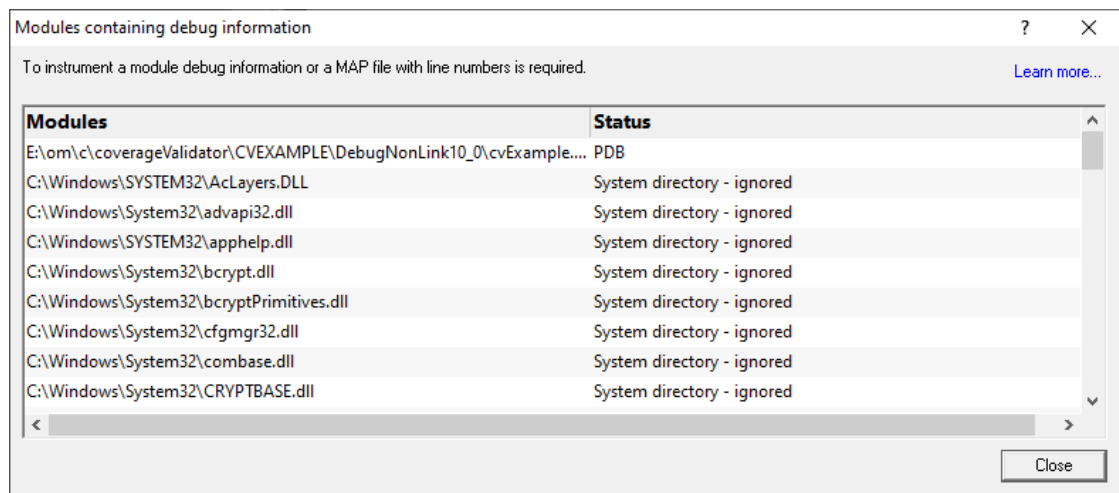 Modules containing debug information
?
To instrument a module debug information or a MAP file with line numbers is required.
Learn more...
Modules Status
E:\om\c\coverageValidator\CVEXAMPLE\DebugNonLink10_0\cvExample.... PDB
C:\Windows\SYSTEM32\AcLayers.DLL System directory - ignored
C:\Windows\System32\advapi32.dll System directory - ignored
C:\Windows\SYSTEM32\apphelp.dll System directory - ignored
C:\Windows\System32\bcrypt.dll System directory - ignored
C:\Windows\System32\bcryptPrimitives.dll System directory - ignored
C:\Windows\System32\cfgmgr32.dll System directory - ignored
C:\Windows\System32\combase.dll System directory - ignored
C:\Windows\System32\CRYPTBASE.dll System directory - ignored
Close